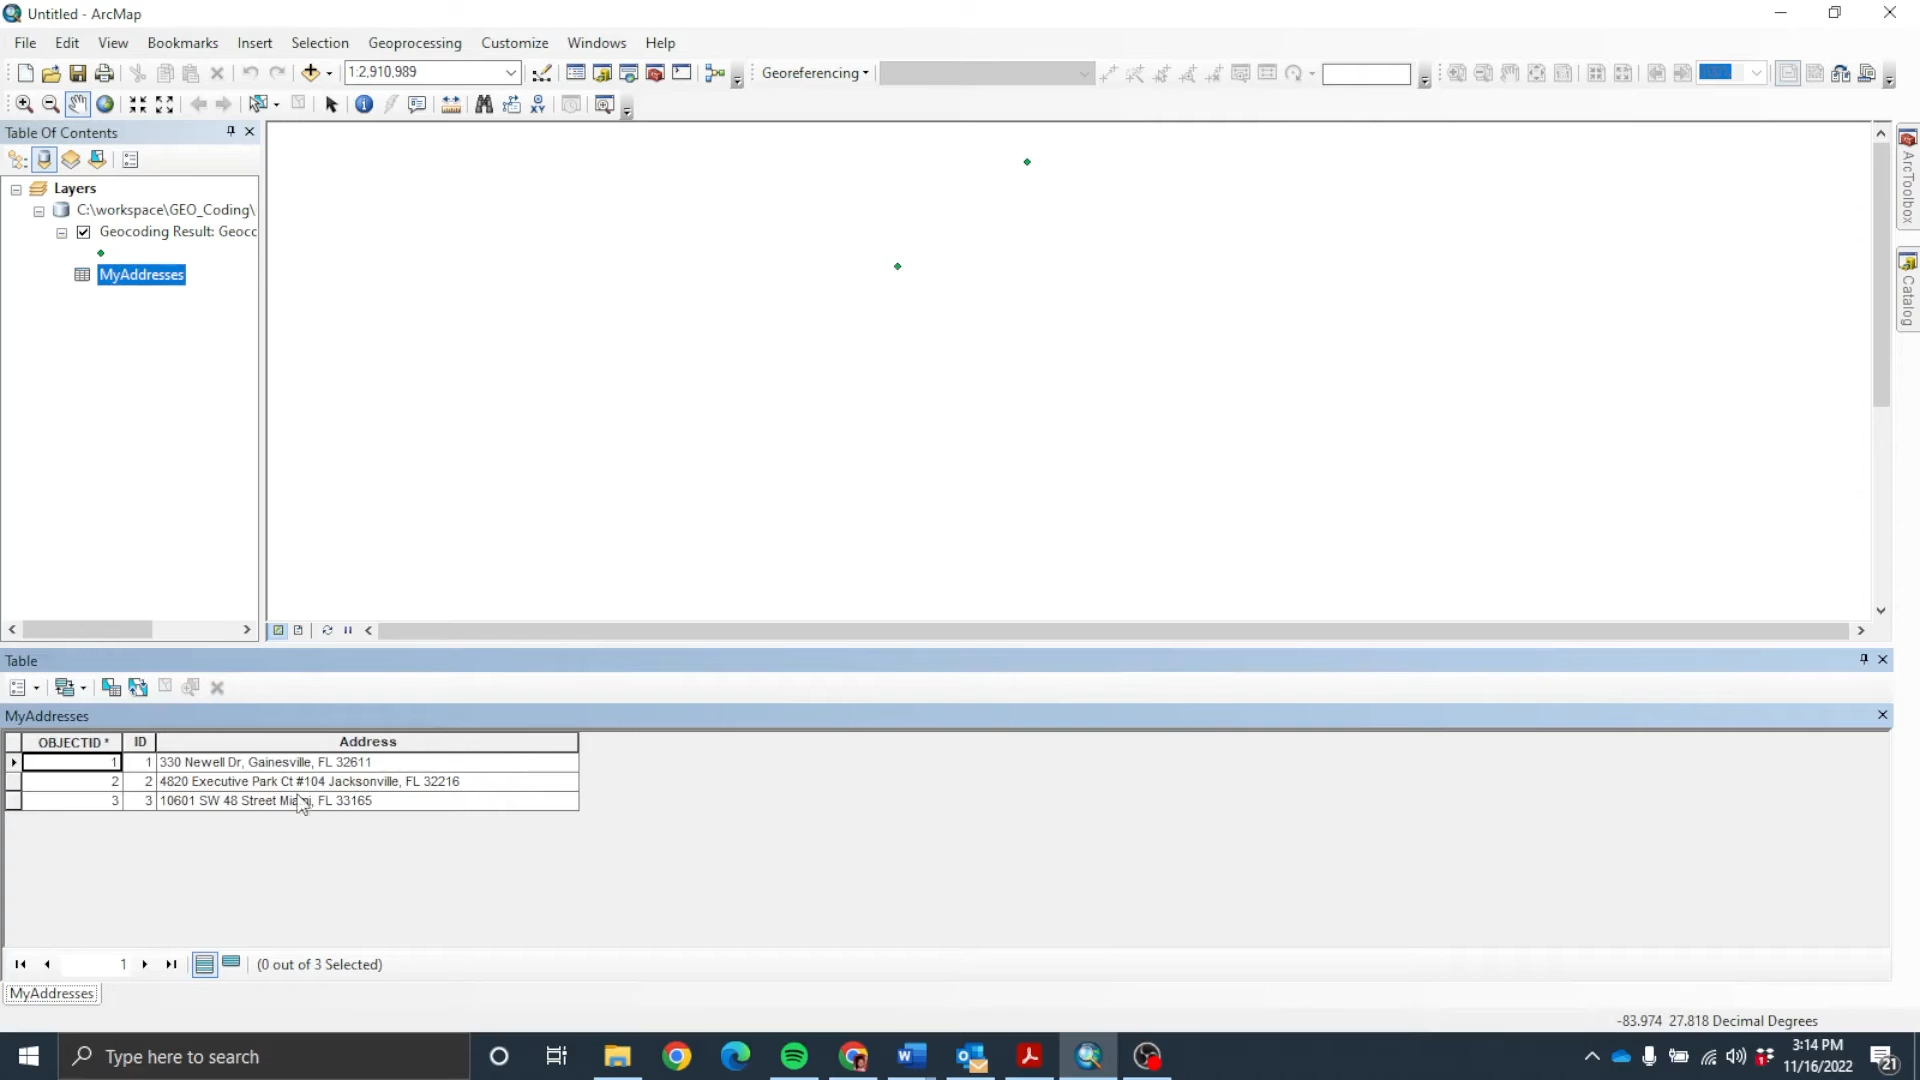 Untitled - ArcMap
File Edit View Bookmarks Insert Selection Geoprocessing Customize Windows Help
1:2,910,989 Georeferencing
Table Of Contents
Layers
C:\workspace\GEO_Coding\
Geocoding Result: Geocc
MyAddresses
ArcToolbox
Catalog
Table
MyAddresses
OBJECTID * ID Address
1 1 330 Newell Dr, Gainesville, FL 32611
2 2 4820 Executive Park Ct #104 Jacksonville, FL 32216
3 3 10601 SW 48 Street Miami, FL 33165
1 (0 out of 3 Selected)
MyAddresses
-83.974 27.818 Decimal Degrees
Type here to search
3:14 PM
11/16/2022
21